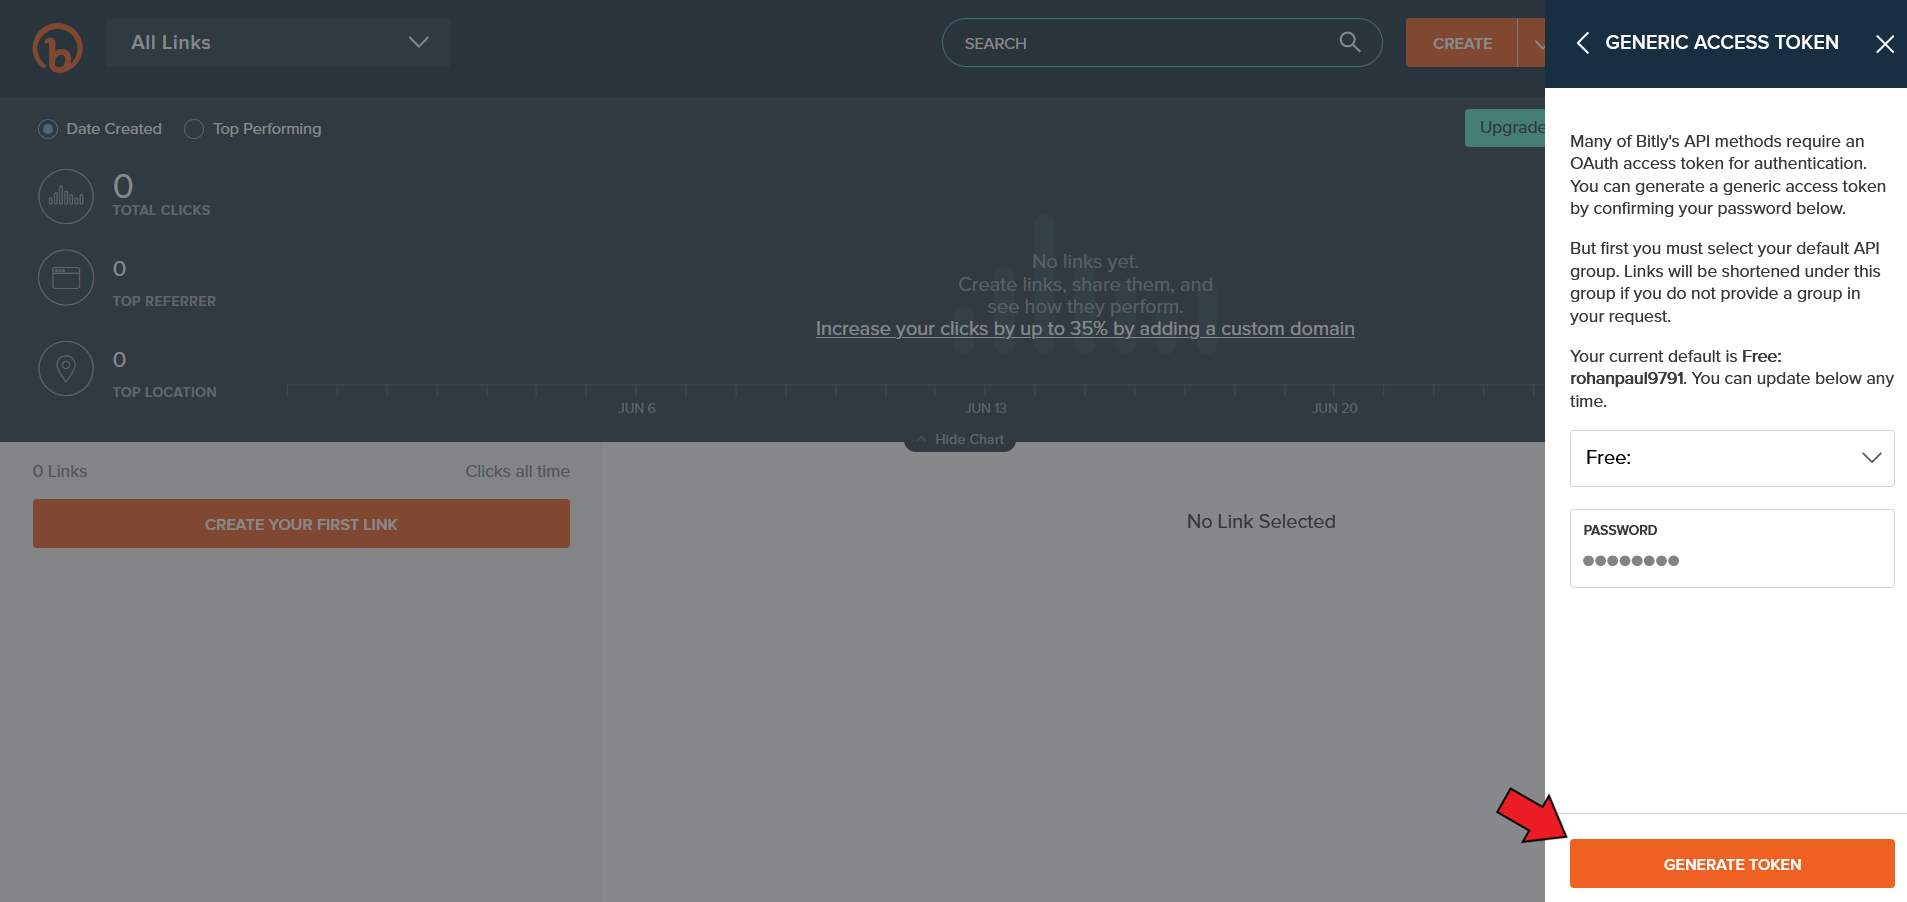 All Links
SEARCH
CREATE
Date Created
Top Performing
Upgrade
0
TOTAL CLICKS
0
TOP REFERRER
0
TOP LOCATION
No links yet.
Create links, share them, and
see how they perform.
Increase your clicks by up to 35% by adding a custom domain
JUN 6
JUN 13
JUN 20
Hide Chart
0 Links
Clicks all time
CREATE YOUR FIRST LINK
No Link Selected
GENERIC ACCESS TOKEN
Many of Bitly's API methods require an
OAuth access token for authentication.
You can generate a generic access token
by confirming your password below.
But first you must select your default API
group. Links will be shortened under this
group if you do not provide a group in
your request.
Your current default is Free:
rohanpaul9791. You can update below any
time.
Free:
PASSWORD
GENERATE TOKEN